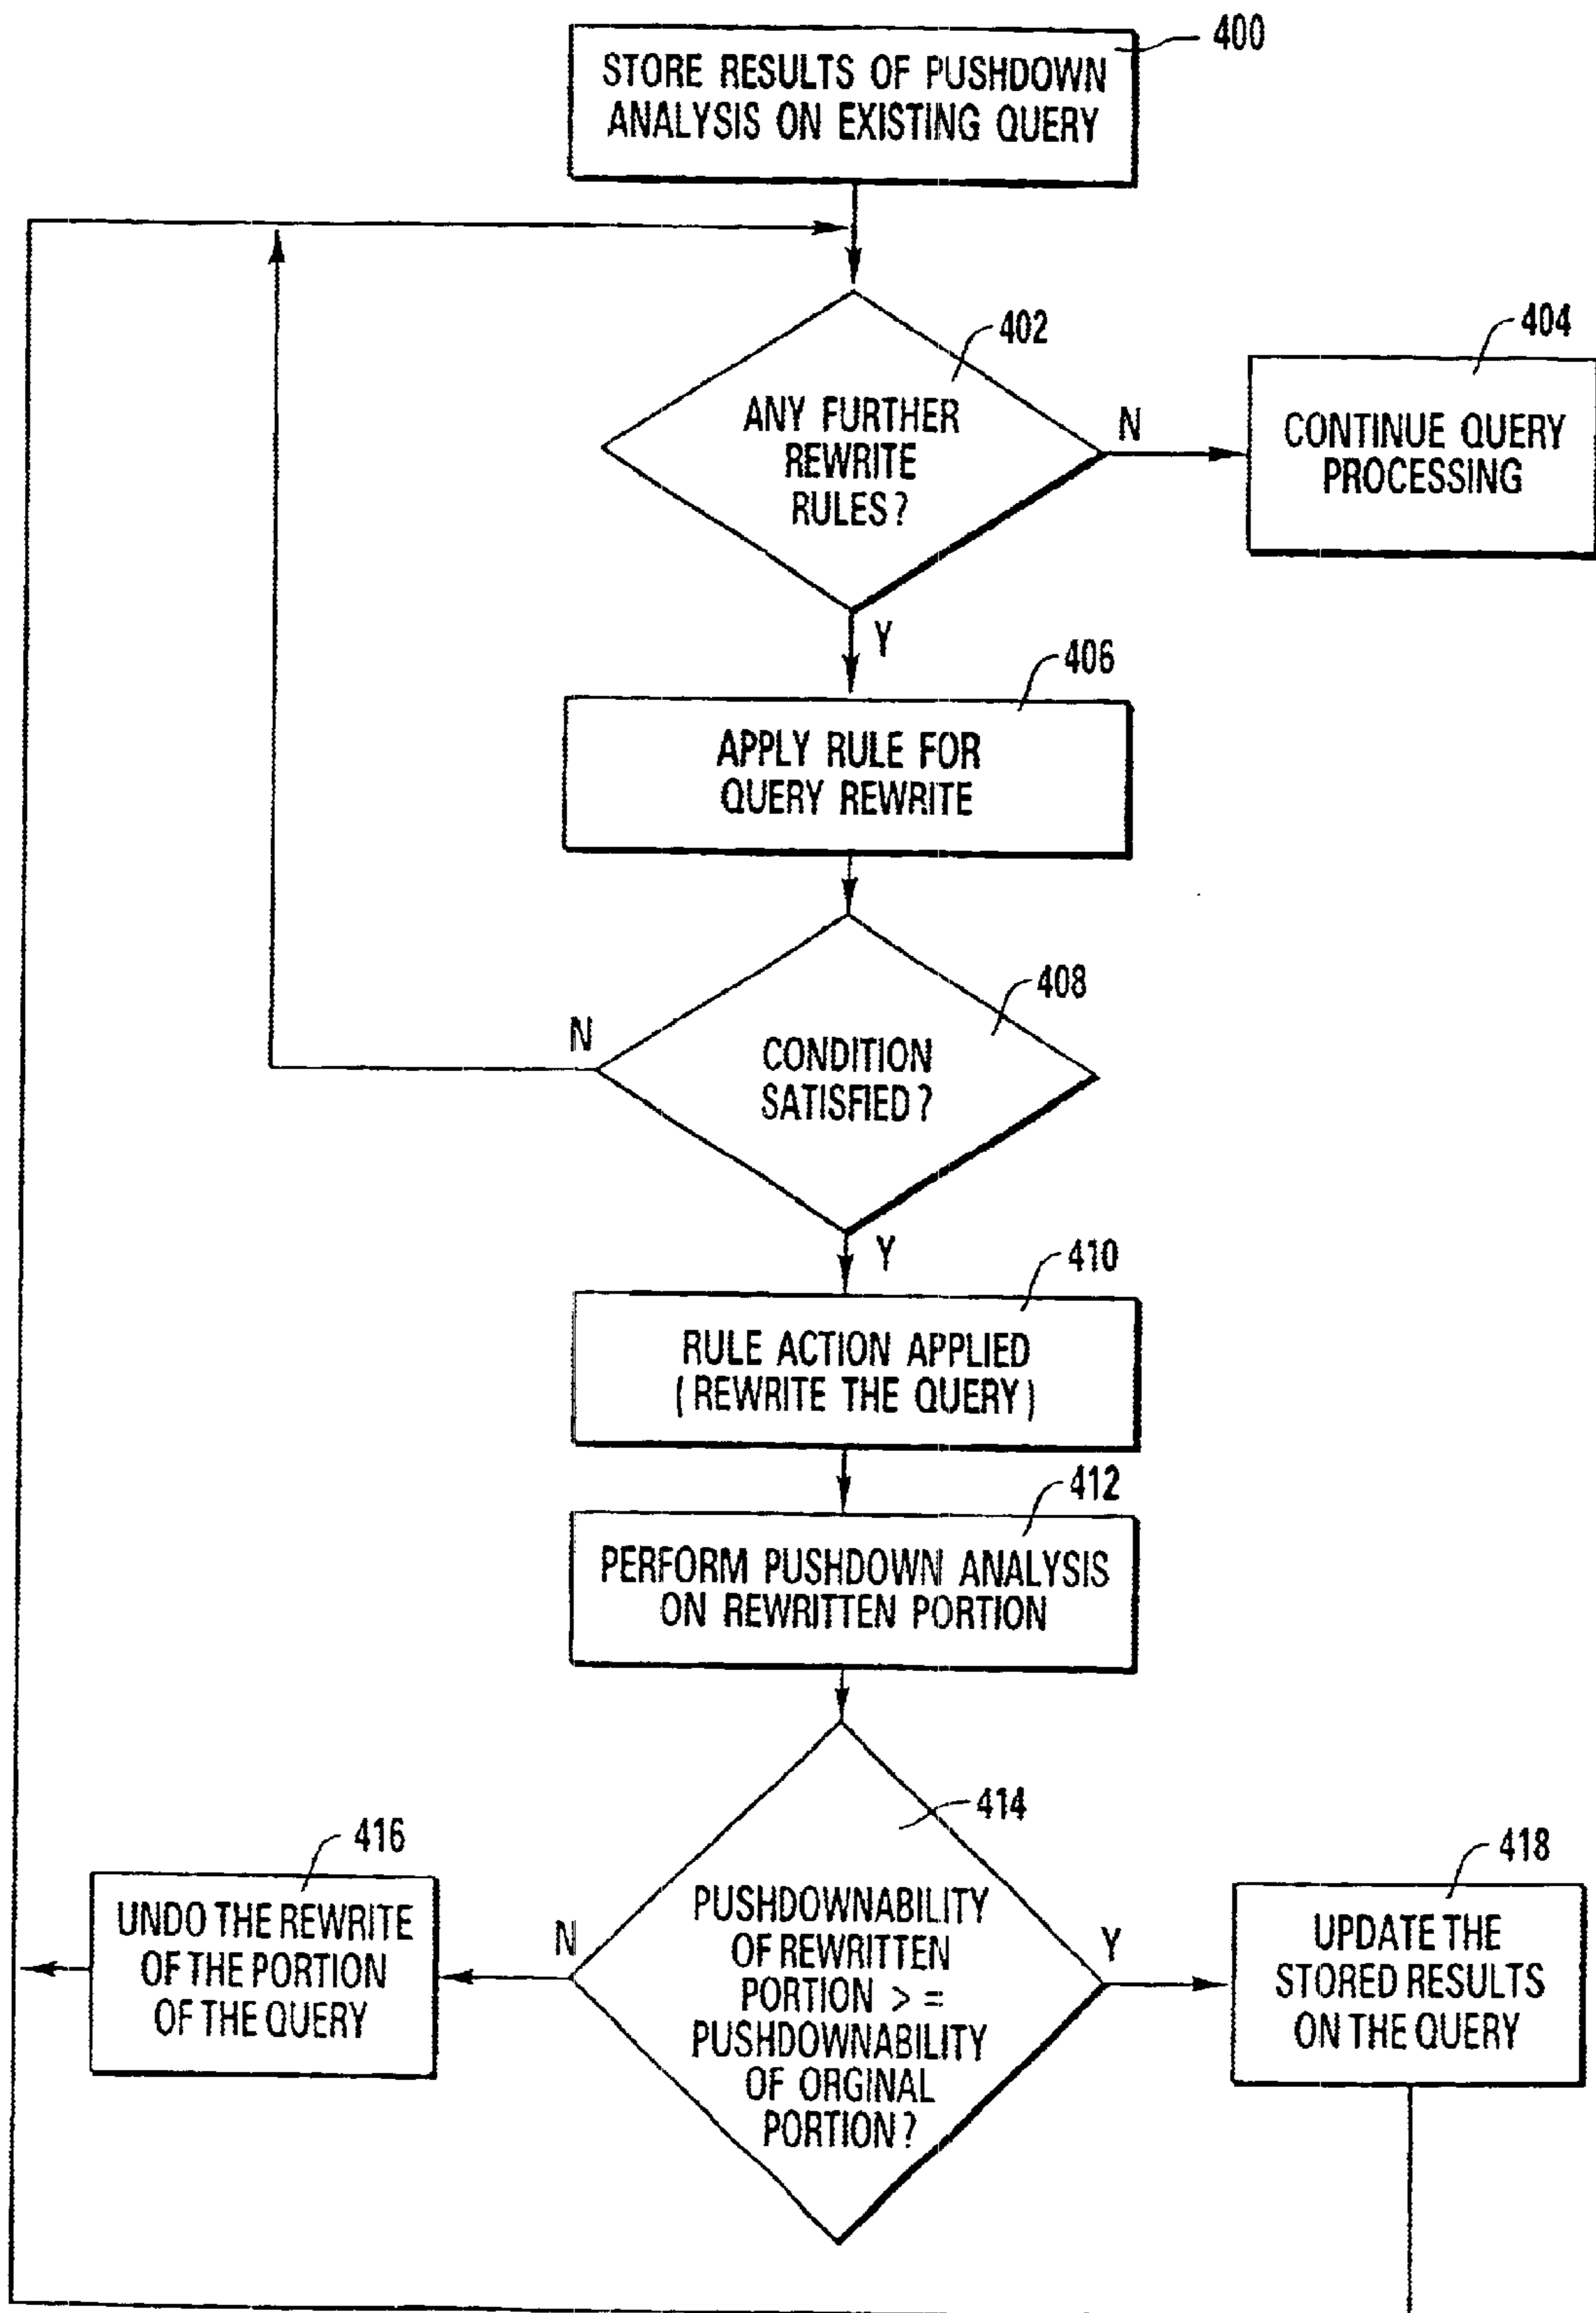 400
STORE RESULTS OF PUSHDOWN
ANALYSIS ON EXISTING QUERY
402
ANY FURTHER
REWRITE
RULES?
N
404
CONTINUE QUERY
PROCESSING
Y
406
APPLY RULE FOR
QUERY REWRITE
408
CONDITION
SATISFIED?
N
Y
410
RULE ACTION APPLIED
(REWRITE THE QUERY)
412
PERFORM PUSHDOWN ANALYSIS
ON REWRITTEN PORTION
414
PUSHDOWNABILITY
OF REWRITTEN
PORTION > =
PUSHDOWNABILITY
OF ORGINAL
PORTION?
N
416
UNDO THE REWRITE
OF THE PORTION
OF THE QUERY
Y
418
UPDATE THE
STORED RESULTS
ON THE QUERY